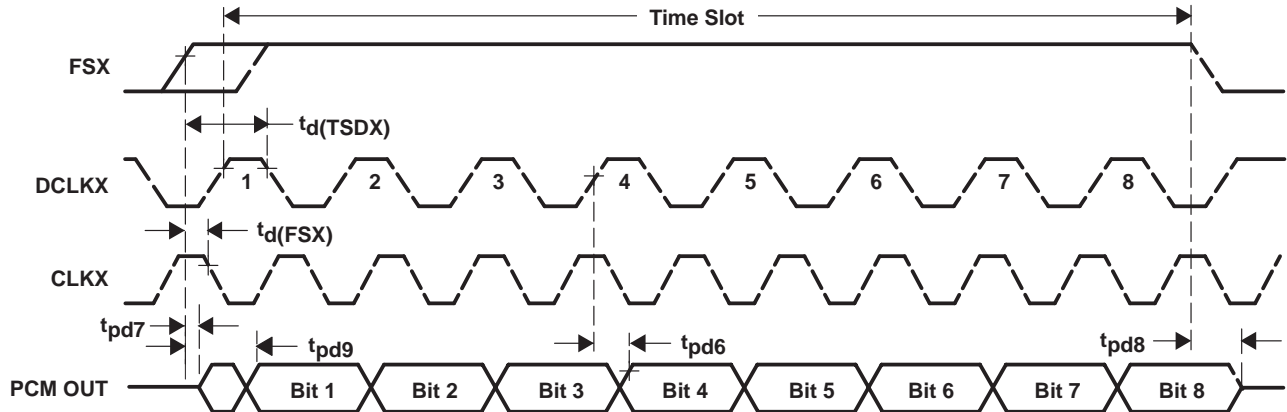 Time Slot
FSX
td(TSDX)
DCLKX
1 2 3 4 5 6 7 8
td(FSX)
CLKX
tpd7
tpd9
tpd6
tpd8
PCM OUT
Bit 1 Bit 2 Bit 3 Bit 4 Bit 5 Bit 6 Bit 7 Bit 8